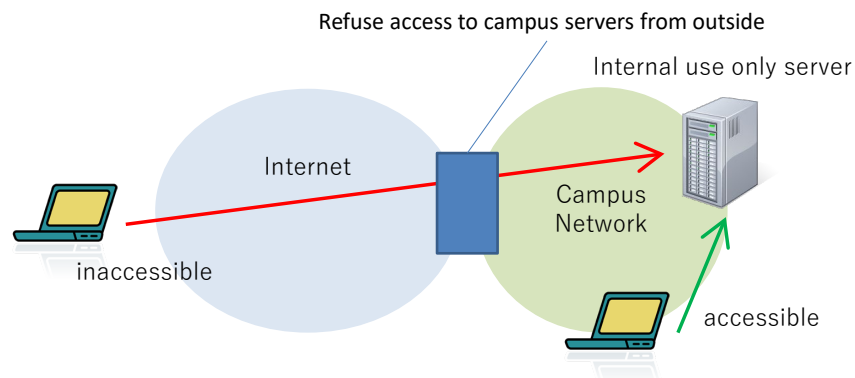 Refuse access to campus servers from outside
Internal use only server
Internet
Campus
Network
inaccessible
accessible